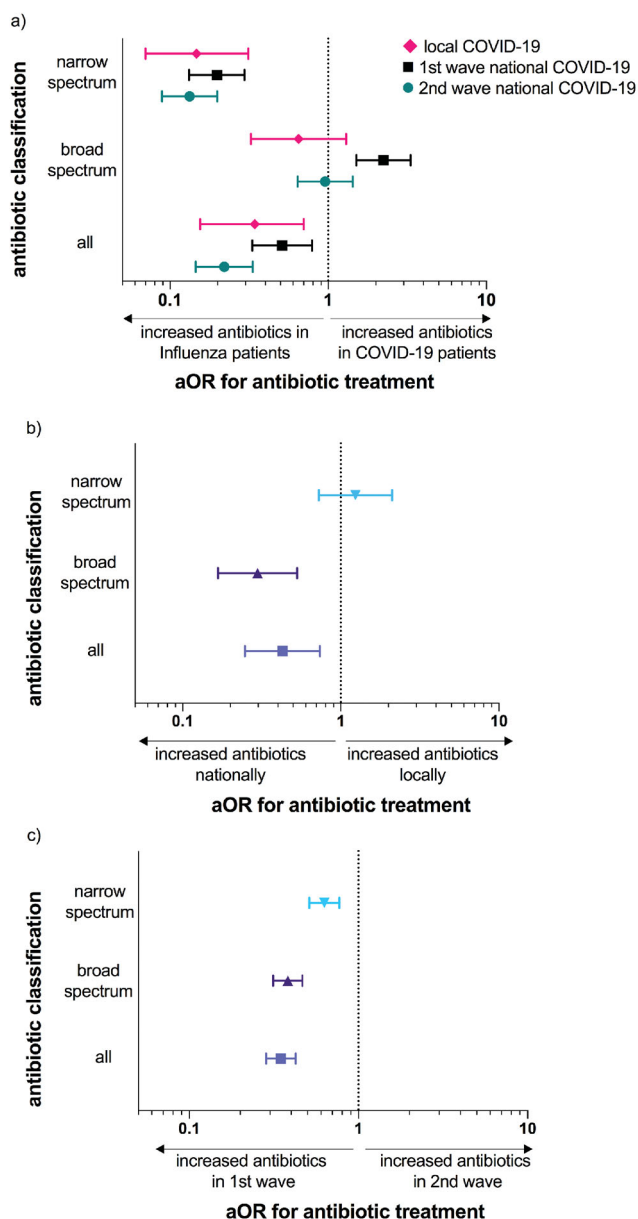 a)
antibiotic classification
narrow
spectrum
broad
spectrum
all
local COVID-19
1st wave national COVID-19
2nd wave national COVID-19
0.1
1
10
increased antibiotics in
Influenza patients
increased antibiotics
in COVID-19 patients
aOR for antibiotic treatment
b)
antibiotic classification
narrow
spectrum
broad
spectrum
all
0.1
1
10
increased antibiotics
nationally
increased antibiotics
locally
aOR for antibiotic treatment
c)
antibiotic classification
narrow
spectrum
broad
spectrum
all
0.1
1
10
increased antibiotics
in 1st wave
increased antibiotics
in 2nd wave
aOR for antibiotic treatment